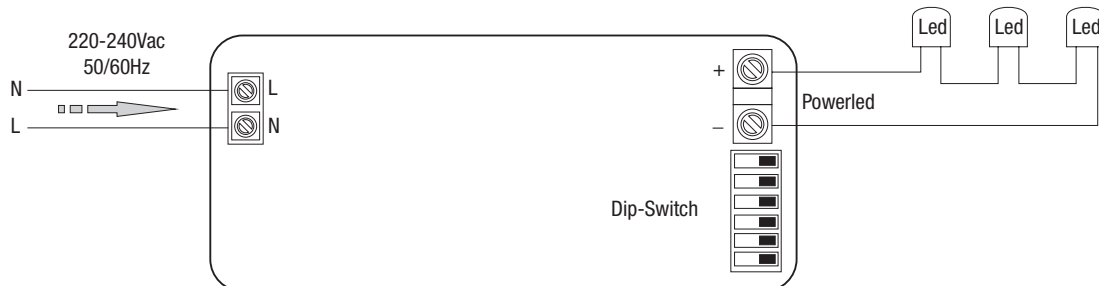 220-240Vac
50/60Hz
N
L
L
N
+
Powerled
–
Dip-Switch
Led
Led
Led